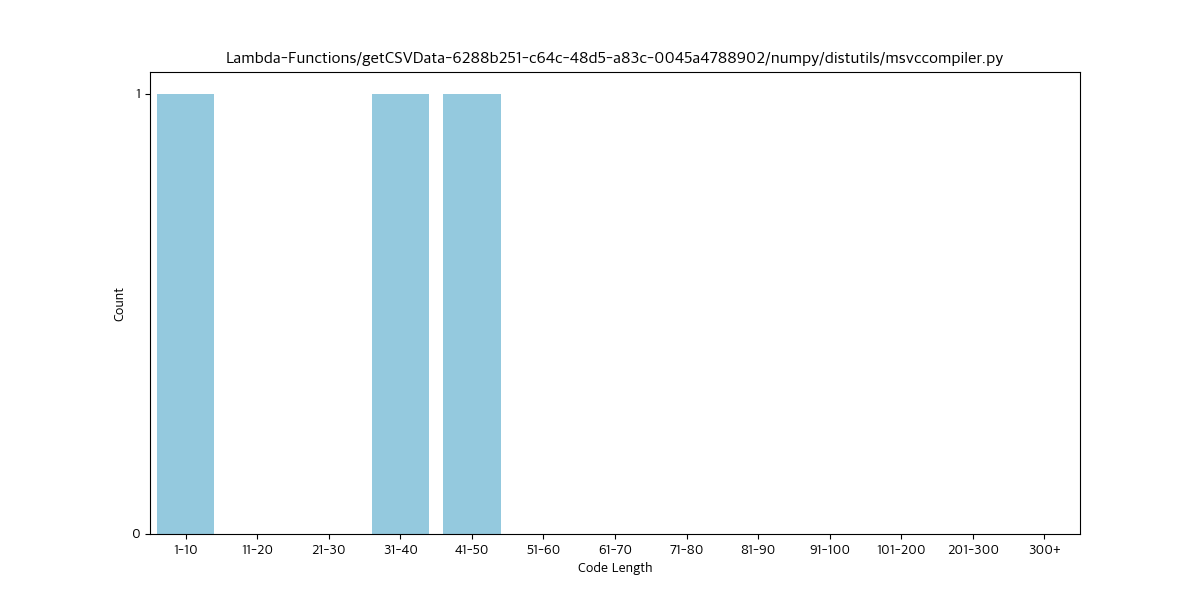 Lambda-Functions/getCSVData-6288b251-c64c-48d5-a83c-0045a4788902/numpy/distutils/msvccompiler.py
1
Count
0
1-10 11-20 21-30 31-40 41-50 51-60 61-70 71-80 81-90 91-100 101-200 201-300 300+
Code Length